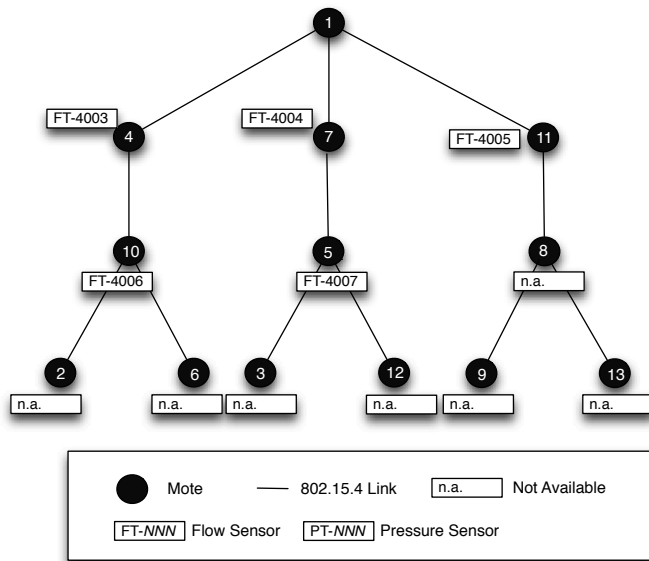 1
FT-4003
FT-4004
FT-4005
4
7
11
10
5
8
FT-4006
FT-4007
n.a.
2
6
3
12
9
13
n.a.
n.a.
n.a.
n.a.
n.a.
n.a.
Mote
802.15.4 Link
n.a.
Not Available
FT-NNN Flow Sensor
PT-NNN Pressure Sensor